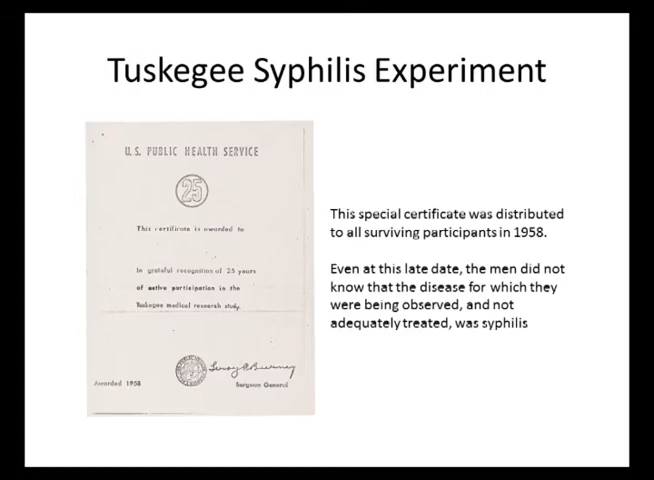 Tuskegee Syphilis Experiment
U.S. PUBLIC HEALTH SERVICE
25
This certificate is awarded to
In grateful recognition of 25 years
of active participation in the
Tuskegee medical research study.
Awarded 1958
Surgeon General
This special certificate was distributed
to all surviving participants in 1958.
Even at this late date, the men did not
know that the disease for which they
were being observed, and not
adequately treated, was syphilis